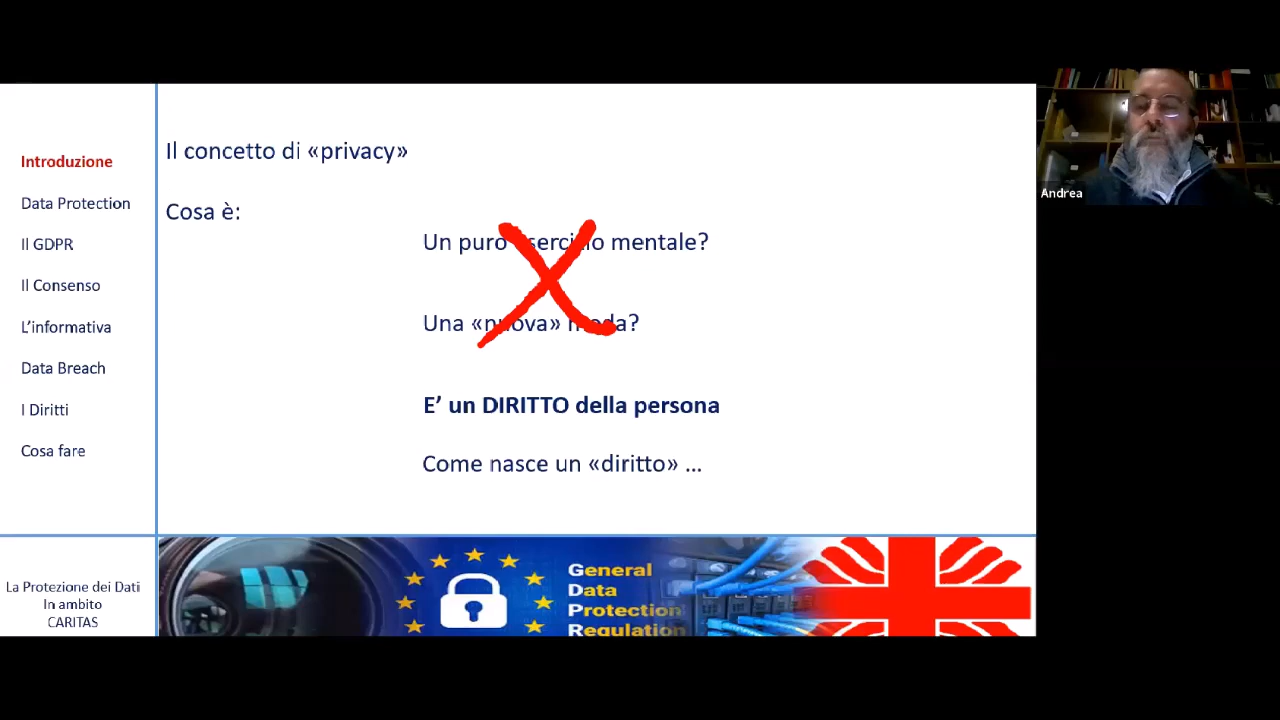 Introduzione
Data Protection
Il GDPR
Il Consenso
L'informativa
Data Breach
I Diritti
Cosa fare
Il concetto di «privacy»
Cosa è:
Un puro esercizio mentale?
Una «nuova» moda?
E' un DIRITTO della persona
Come nasce un «diritto» ...
La Protezione dei Dati
In ambito
CARITAS
General
Data
Protection
Regulation
Andrea